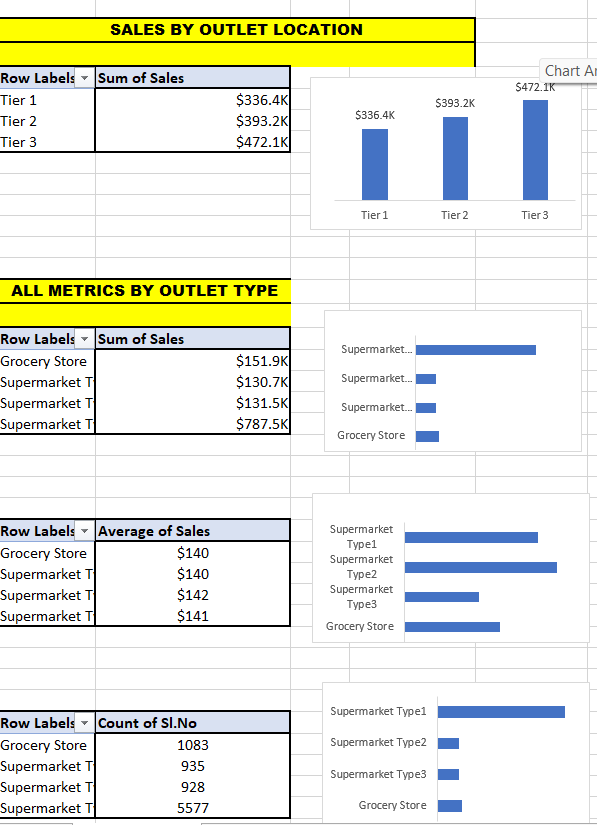 SALES BY OUTLET LOCATION
Row Labels Sum of Sales
Tier 1 $336.4K
Tier 2 $393.2K
Tier 3 $472.1K
Chart Ar
$472.1K
$393.2K
$336.4K
Tier 1 Tier 2 Tier 3
ALL METRICS BY OUTLET TYPE
Row Labels Sum of Sales
Grocery Store $151.9K
Supermarket T $130.7K
Supermarket T $131.5K
Supermarket T $787.5K
Supermarket...
Supermarket...
Supermarket...
Grocery Store
Row Labels Average of Sales
Grocery Store $140
Supermarket T $140
Supermarket T $142
Supermarket T $141
Supermarket
Type1
Supermarket
Type2
Supermarket
Type3
Grocery Store
Row Labels Count of Sl.No
Grocery Store 1083
Supermarket T 935
Supermarket T 928
Supermarket T 5577
Supermarket Type1
Supermarket Type2
Supermarket Type3
Grocery Store